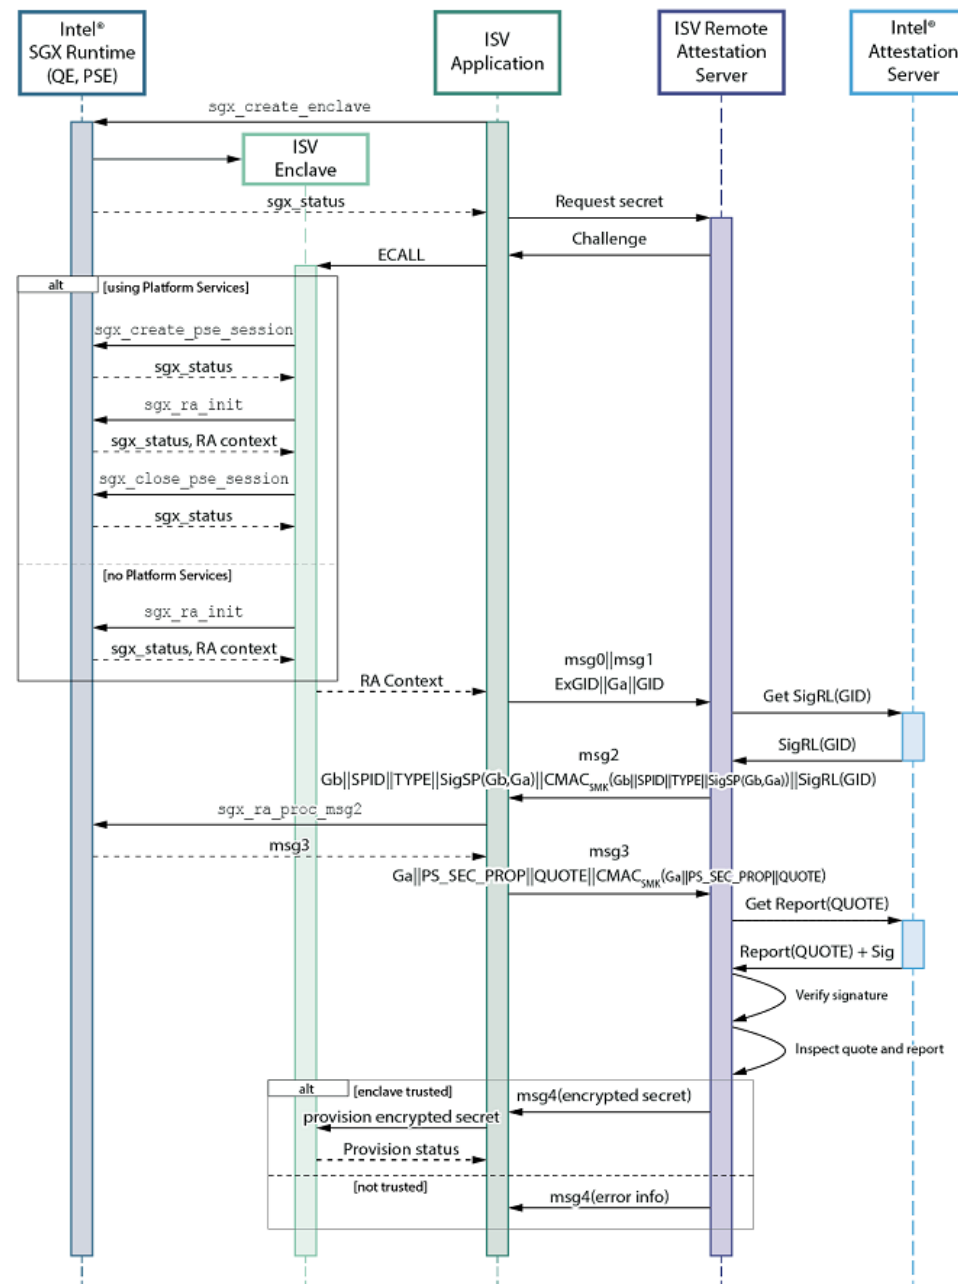 Intel®
SGX Runtime
(QE, PSE)
ISV
Application
ISV Remote
Attestation
Server
Intel®
Attestation
Server
sgx_create_enclave
ISV
Enclave
sgx_status
Request secret
Challenge
ECALL
alt
[using Platform Services]
sgx_create_pse_session
sgx_status
sgx_ra_init
sgx_status, RA context
sgx_close_pse_session
sgx_status
[no Platform Services]
sgx_ra_init
sgx_status, RA context
RA Context
msg0||msg1
ExGID||Ga||GID
Get SigRL(GID)
SigRL(GID)
msg2
Gb||SPID||TYPE||SigSP(Gb,Ga)||CMACSMK(Gb||SPID||TYPE||SigSP(Gb,Ga))||SigRL(GID)
sgx_ra_proc_msg2
msg3
msg3
Ga||PS_SEC_PROP||QUOTE||CMACSMK(Ga||PS_SEC_PROP||QUOTE)
Get Report(QUOTE)
Report(QUOTE) + Sig
Verify signature
Inspect quote and report
alt
[enclave trusted]
msg4(encrypted secret)
provision encrypted secret
Provision status
[not trusted]
msg4(error info)